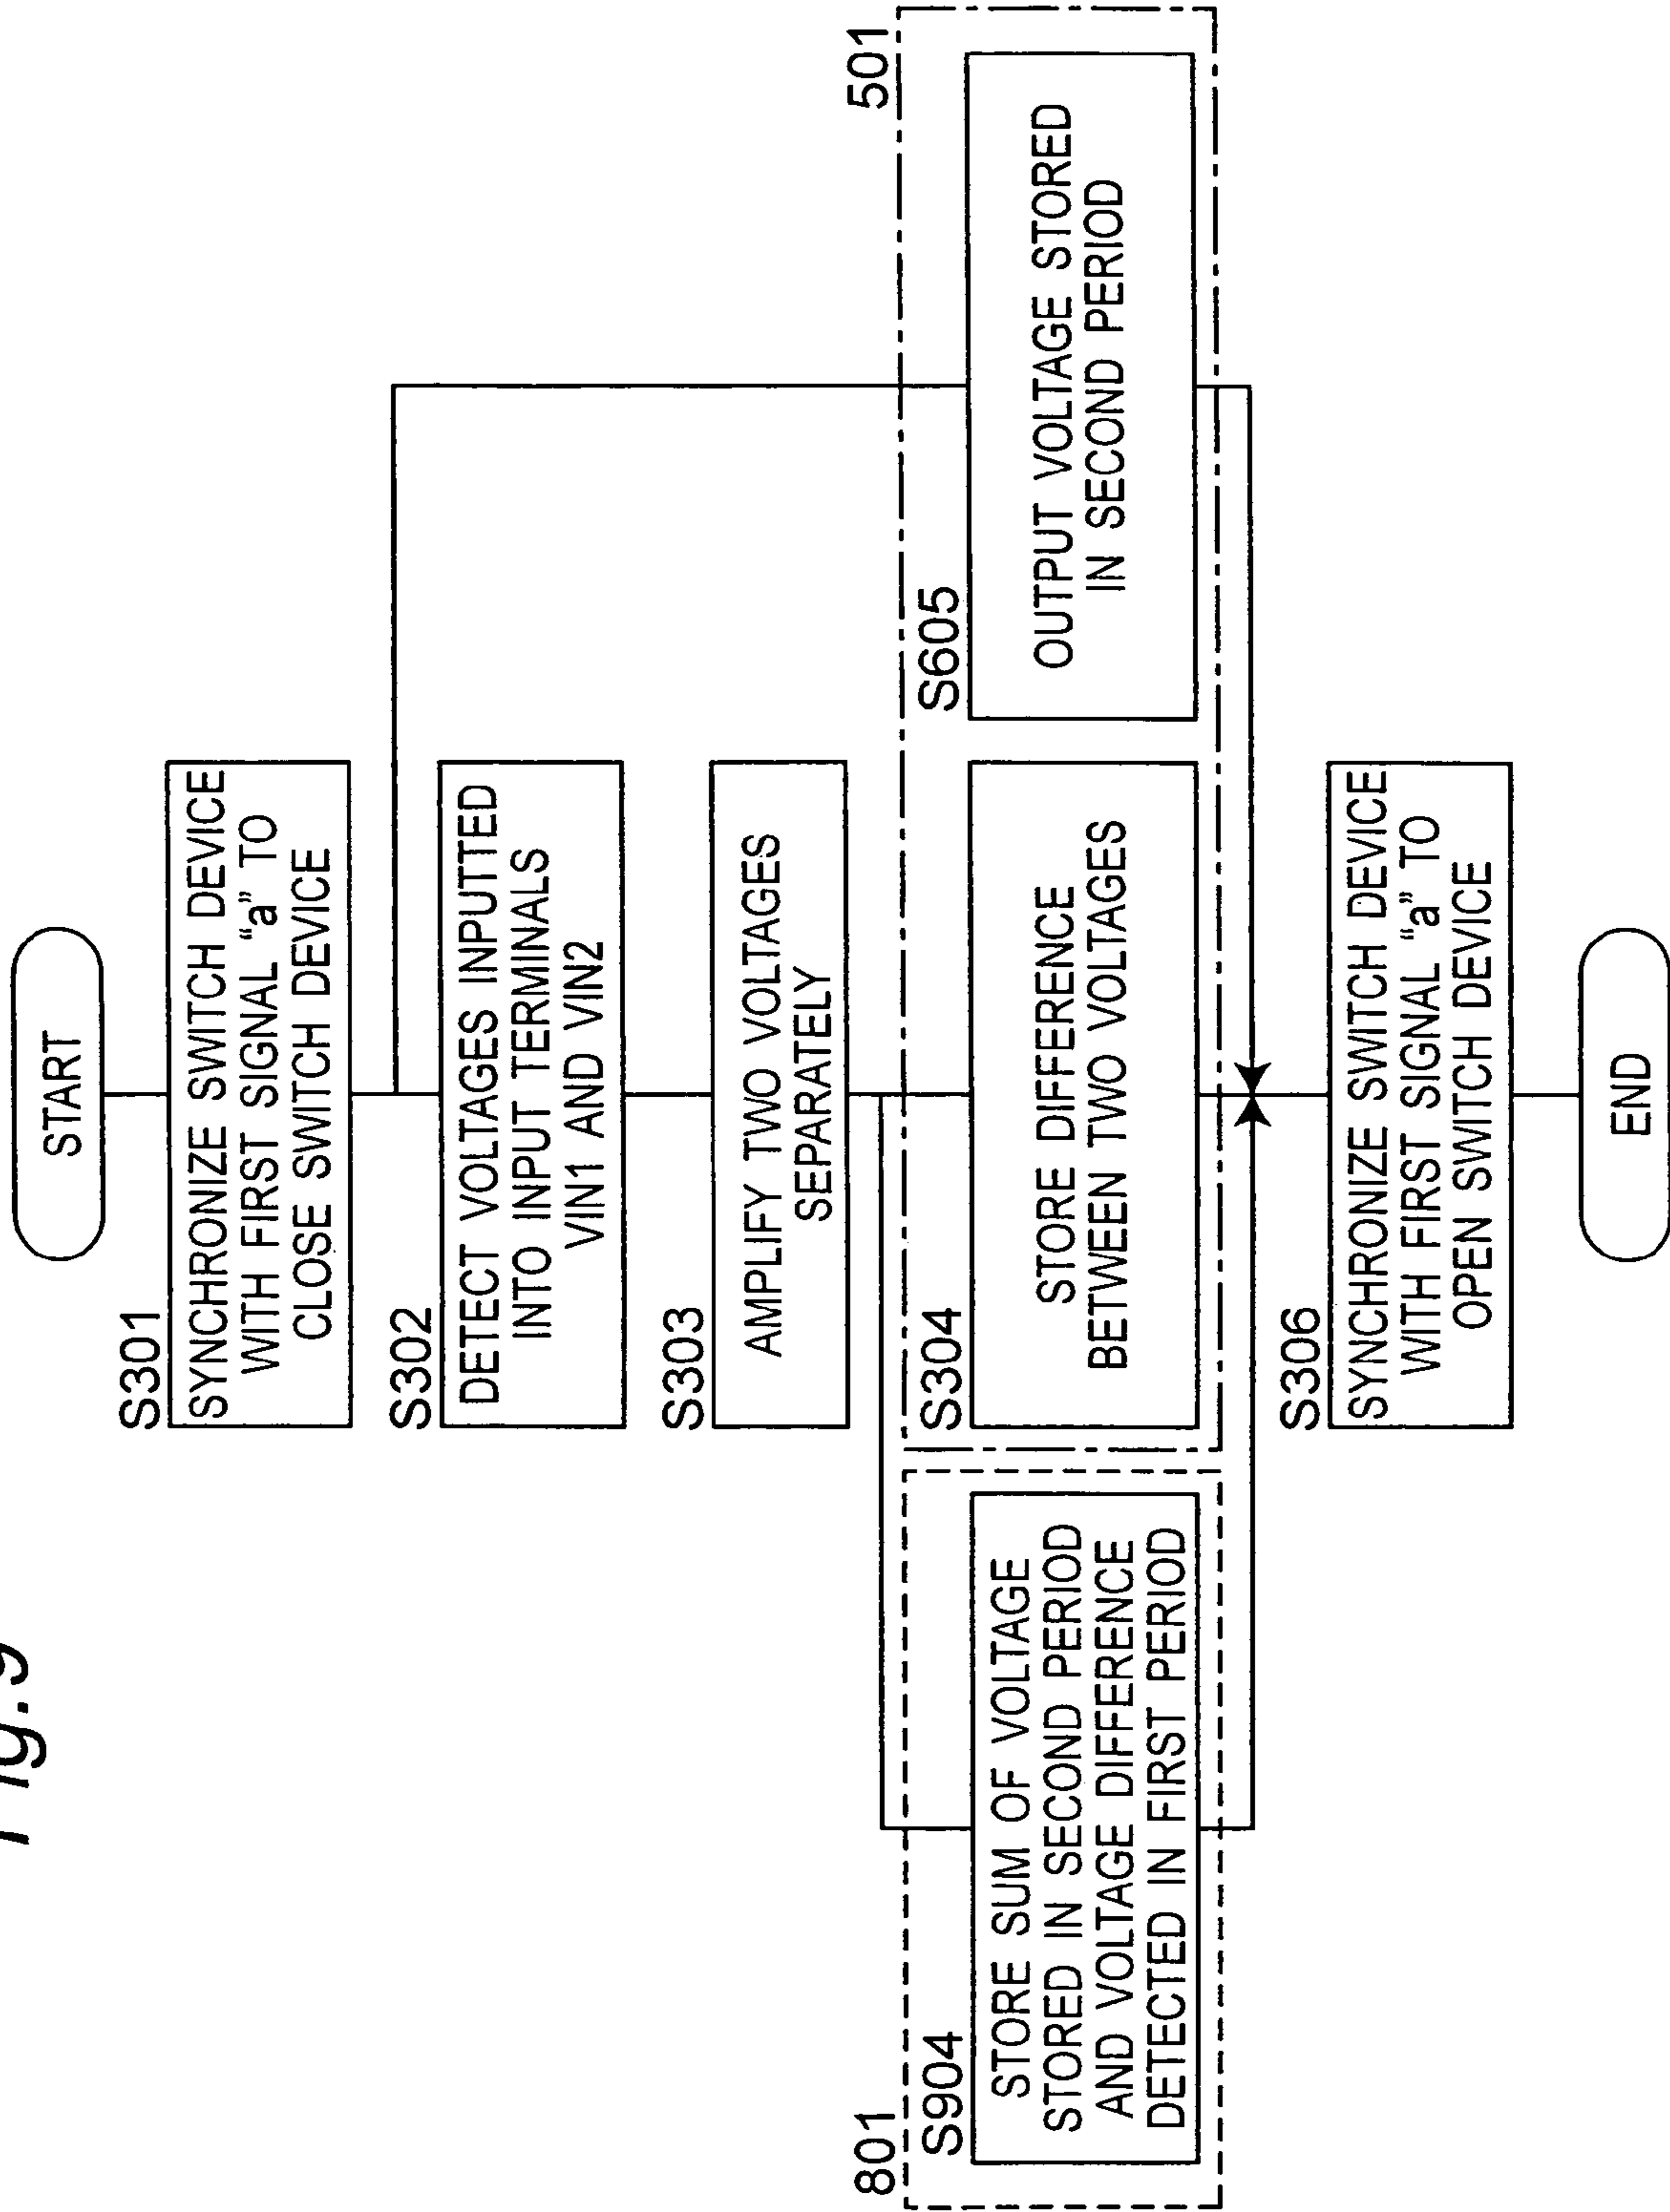 Fig.9
START
S301
SYNCHRONIZE SWITCH DEVICE
WITH FIRST SIGNAL “a” TO
CLOSE SWITCH DEVICE
S302
DETECT VOLTAGES INPUTTED
INTO INPUT TERMINALS
VIN1 AND VIN2
S303
AMPLIFY TWO VOLTAGES
SEPARATELY
801
S904
STORE SUM OF VOLTAGE
STORED IN SECOND PERIOD
AND VOLTAGE DIFFERENCE
DETECTED IN FIRST PERIOD
S304
STORE DIFFERENCE
BETWEEN TWO VOLTAGES
501
S605
OUTPUT VOLTAGE STORED
IN SECOND PERIOD
S306
SYNCHRONIZE SWITCH DEVICE
WITH FIRST SIGNAL “a” TO
OPEN SWITCH DEVICE
END